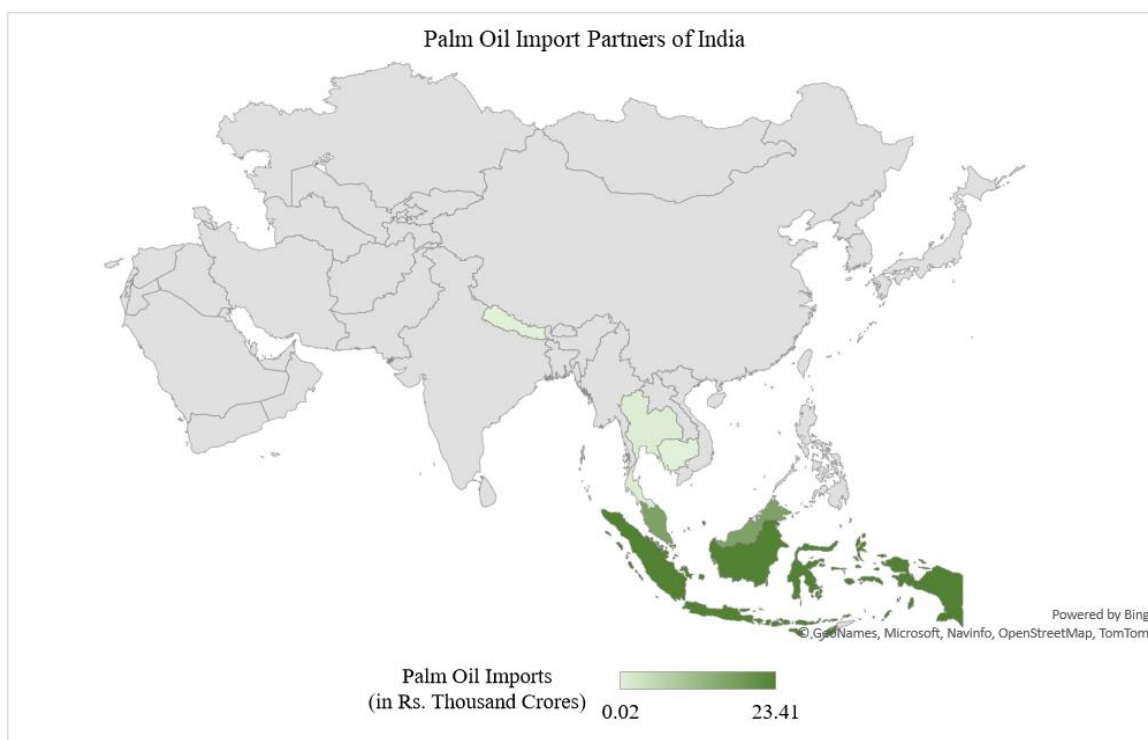 Palm Oil Import Partners of India
Powered by Bing
© GeoNames, Microsoft, Navinfo, OpenStreetMap, TomTom
Palm Oil Imports
(in Rs. Thousand Crores)
0.02
23.41